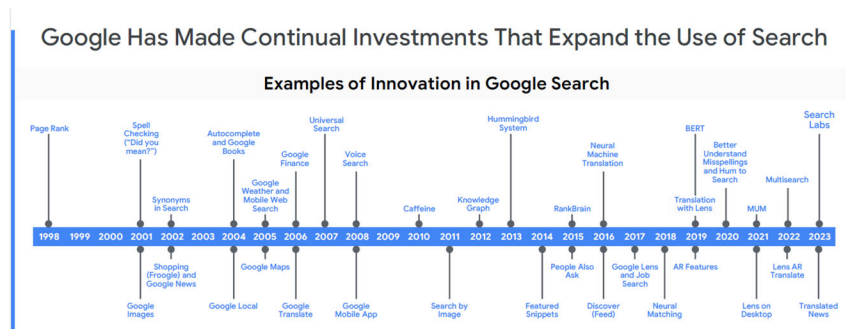 Google Has Made Continual Investments That Expand the Use of Search
Examples of Innovation in Google Search
Page Rank
Spell
Checking
("Did you
mean?")
Synonyms
in Search
Autocomplete
and Google
Books
Google
Weather and
Mobile Web
Search
Google
Finance
Universal
Search
Voice
Search
Caffeine
Knowledge
Graph
Hummingbird
System
RankBrain
Neural
Machine
Translation
BERT
Translation
with Lens
Better
Understand
Misspellings
and Hum to
Search
MUM
Multisearch
Search
Labs
1998 1999 2000 2001 2002 2003 2004 2005 2006 2007 2008 2009 2010 2011 2012 2013 2014 2015 2016 2017 2018 2019 2020 2021 2022 2023
Google
Images
Shopping
(Froogle) and
Google News
Google Local
Google Maps
Google
Translate
Google
Mobile App
Search by
Image
Featured
Snippets
People Also
Ask
Discover
(Feed)
Google Lens
and Job
Search
Neural
Matching
AR Features
Lens on
Desktop
Lens AR
Translate
Translated
News